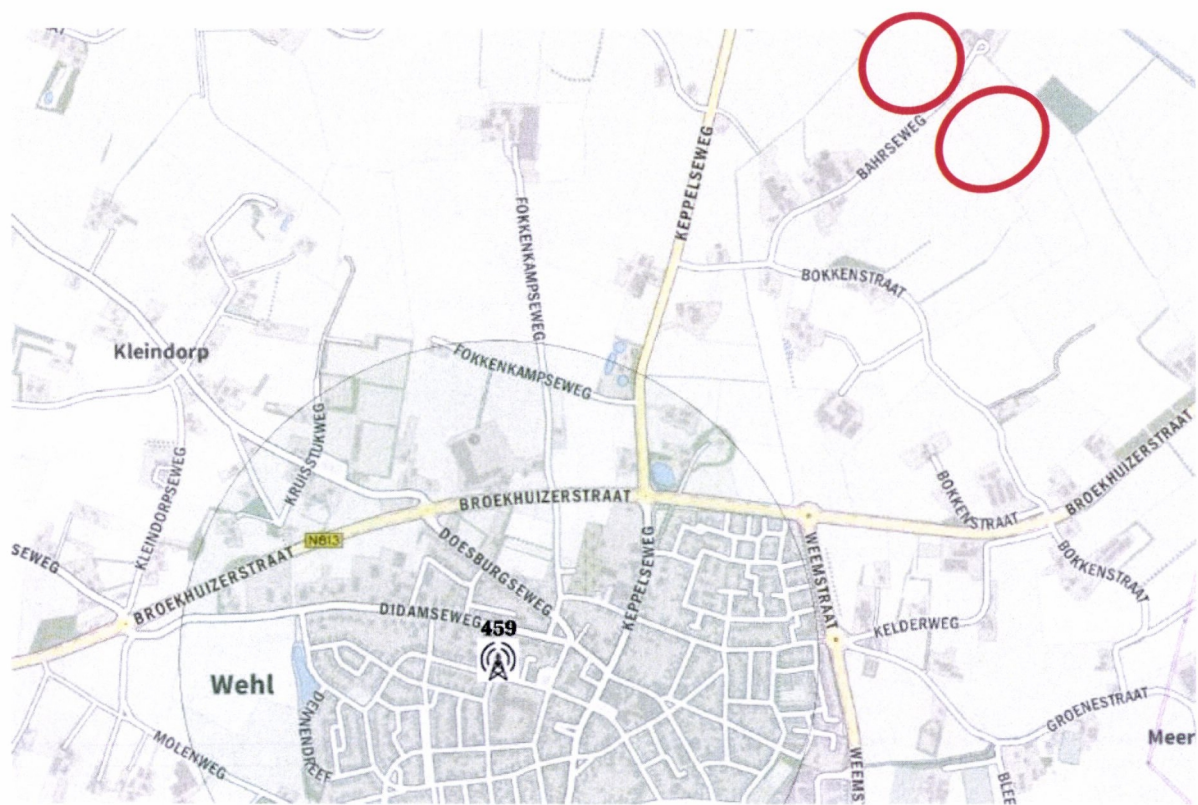 KEPPELSEWEG
BAHRSEWEG
FOKKENKAMPSEWEG
BOKKENSTRAAT
Kleindorp
FOKKENKAMPSEWEG
KRUISSTUKWEG
BROEKHUIZERSTRAAT
KLEINDORPSEWEG
BROEKHUIZERSTRAAT
BOKKENSTRAAT
N813
SEWEG
DOESBURGSEWEG
KEPPELSEWEG
WEEMSTRAAT
BOKKENSTRAAT
BROEKHUIZERSTRAAT
DIDAMSEWEG
459
KELDERWEG
Wehl
DENNENDREEF
GROENESTRAAT
MOLENWEG
Meer
WEEMS
BLEE